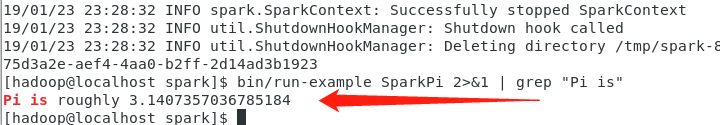 19/01/23 23:28:32 INFO spark.SparkContext: Successfully stopped SparkContext
19/01/23 23:28:32 INFO util.ShutdownHookManager: Shutdown hook called
19/01/23 23:28:32 INFO util.ShutdownHookManager: Deleting directory /tmp/spark-8
75d3a2e-aef4-4aa0-b2ff-2d14ad3b1923
[hadoop@localhost spark]$ bin/run-example SparkPi 2>&1 | grep "Pi is"
Pi is roughly 3.1407357036785184
[hadoop@localhost spark]$